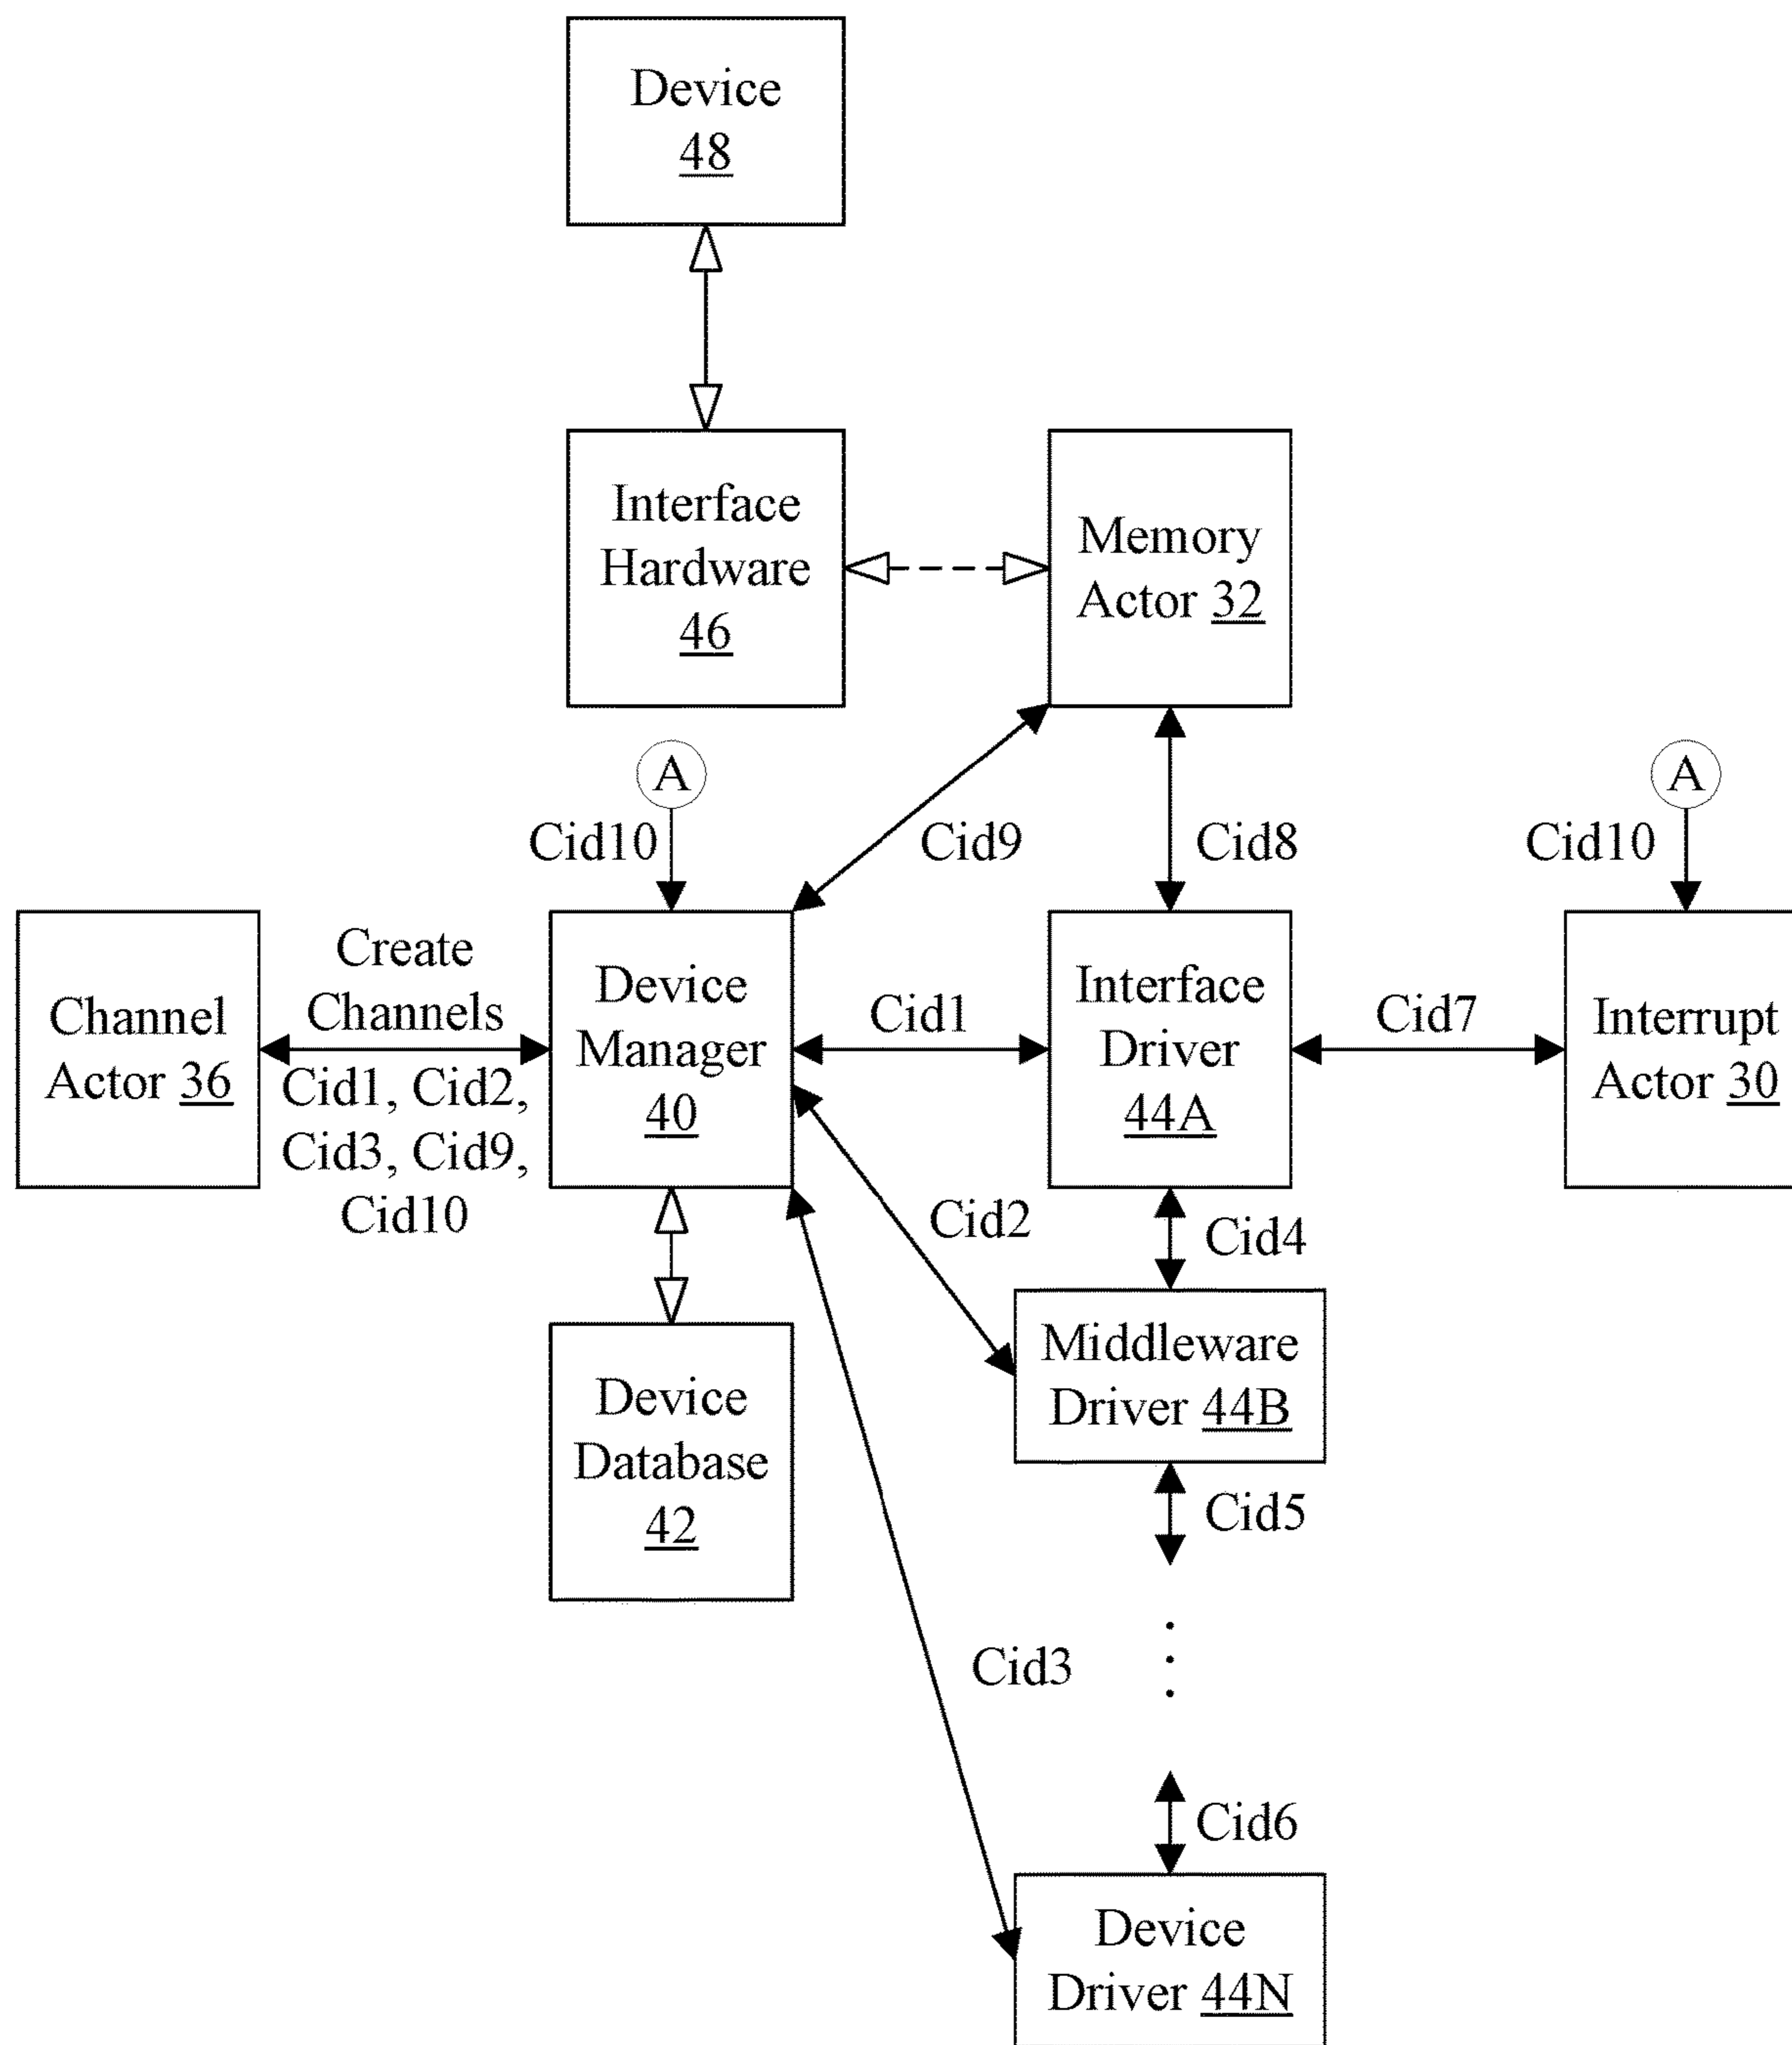 Device
48
Interface
Hardware
46
Memory
Actor 32
A
A
Cid10
Cid9
Cid8
Cid10
Channel
Actor 36
Create
Channels
Cid1, Cid2,
Cid3, Cid9,
Cid10
Device
Manager
40
Cid1
Interface
Driver
44A
Cid7
Interrupt
Actor 30
Cid2
Cid4
Device
Database
42
Middleware
Driver 44B
Cid5
Cid3
Cid6
Device
Driver 44N